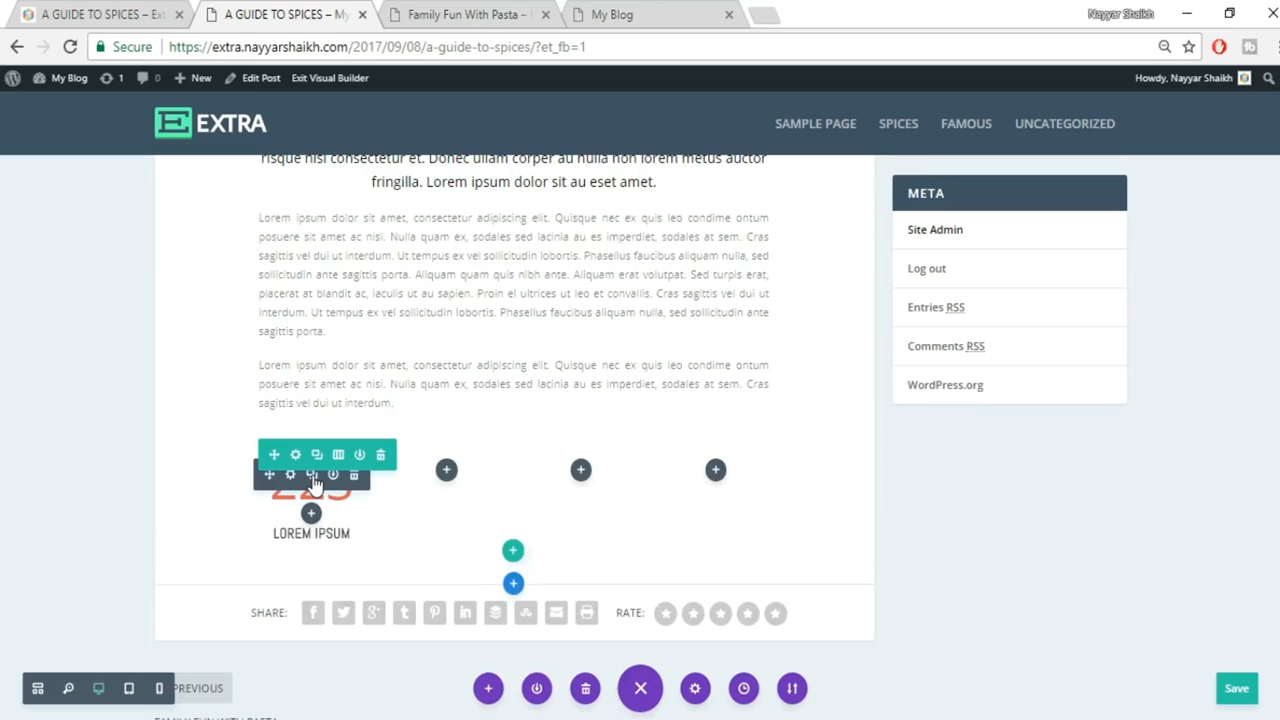 A GUIDE TO SPICES – Ext
A GUIDE TO SPICES – My
Family Fun With Pasta –
My Blog
Nayyar Shaikh
Secure
https://extra.nayyarshaikh.com/2017/09/08/a-guide-to-spices/?et_fb=1
My Blog 1 0 New Edit Post Exit Visual Builder Howdy, Nayyar Shaikh
EXTRA SAMPLE PAGE SPICES FAMOUS UNCATEGORIZED
risque nisl consectetur et. Donec ullam corper au nulla non lorem metus auctor
fringilla. Lorem ipsum dolor sit au eset amet.
Lorem ipsum dolor sit amet, consectetur adipiscing elit. Quisque nec ex quis leo condime ontum
posuere sit amet ac nisi. Nulla quam ex, sodales sed lacinia au es imperdiet, sodales at sem. Cras
sagittis vel dui ut interdum. Ut tempus ex vel sollicitudin lobortis. Phasellus faucibus aliquam nulla, sed
sollicitudin ante sagittis porta. Aliquam quam quis nibh ante. Aliquam erat volutpat. Sed turpis erat,
placerat at blandit ac, iaculis ut au sapien. Proin el ultrices ut leo et convallis. Cras sagittis vel dui ut
interdum. Ut tempus ex vel sollicitudin lobortis. Phasellus faucibus aliquam nulla, sed sollicitudin ante
sagittis porta.
Lorem ipsum dolor sit amet, consectetur adipiscing elit. Quisque nec ex quis leo condime ontum
posuere sit amet ac nisi. Nulla quam ex, sodales sed lacinia au es imperdiet, sodales at sem. Cras
sagittis vel dui ut interdum.
LOREM IPSUM
SHARE: RATE:
META
Site Admin
Log out
Entries RSS
Comments RSS
WordPress.org
PREVIOUS
Save
FAMILY FUN WITH PASTA